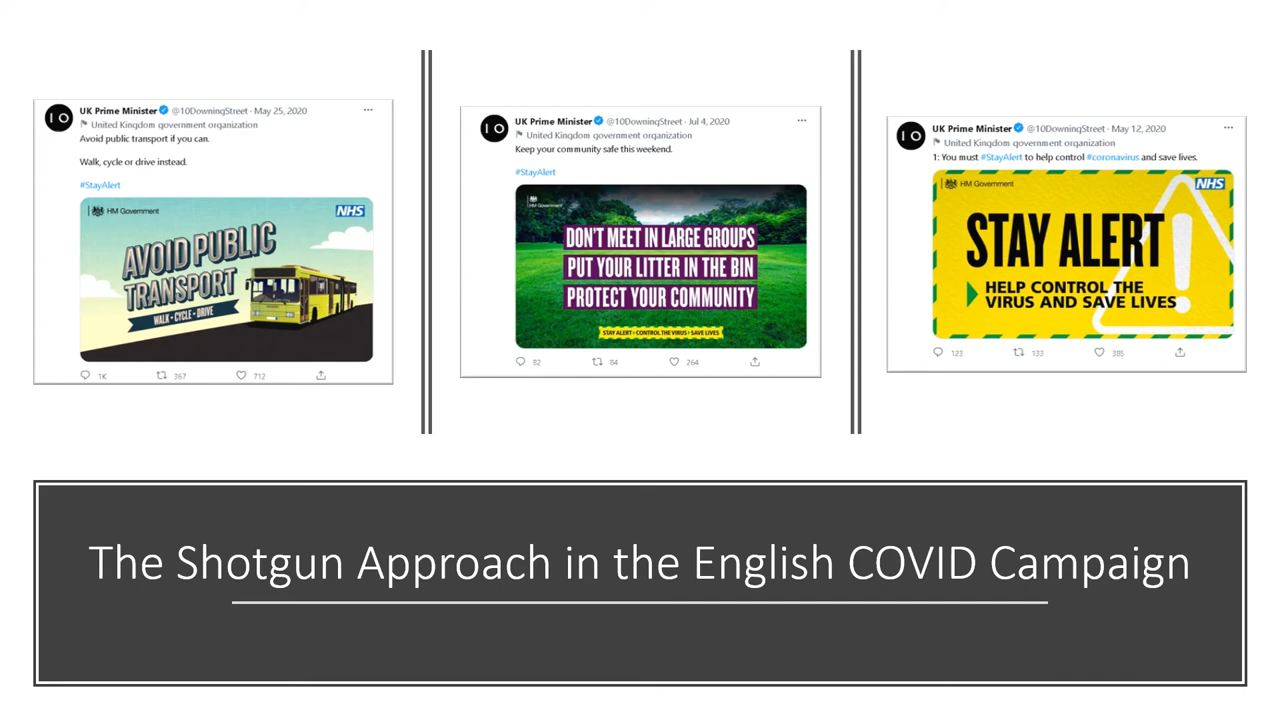 UK Prime Minister @10DowningStreet · May 25, 2020
United Kingdom government organization
Avoid public transport if you can.
Walk, cycle or drive instead.
#StayAlert
HM Government
NHS
AVOID PUBLIC
TRANSPORT
WALK • CYCLE • DRIVE
1K 367 712
UK Prime Minister @10DowningStreet · Jul 4, 2020
United Kingdom government organization
Keep your community safe this weekend.
#StayAlert
HM Government
DON'T MEET IN LARGE GROUPS
PUT YOUR LITTER IN THE BIN
PROTECT YOUR COMMUNITY
STAY ALERT › CONTROL THE VIRUS › SAVE LIVES
82 84 264
UK Prime Minister @10DowningStreet · May 12, 2020
United Kingdom government organization
1: You must #StayAlert to help control #coronavirus and save lives.
HM Government
NHS
STAY ALERT
HELP CONTROL THE
VIRUS AND SAVE LIVES
123 133 385
The Shotgun Approach in the English COVID Campaign